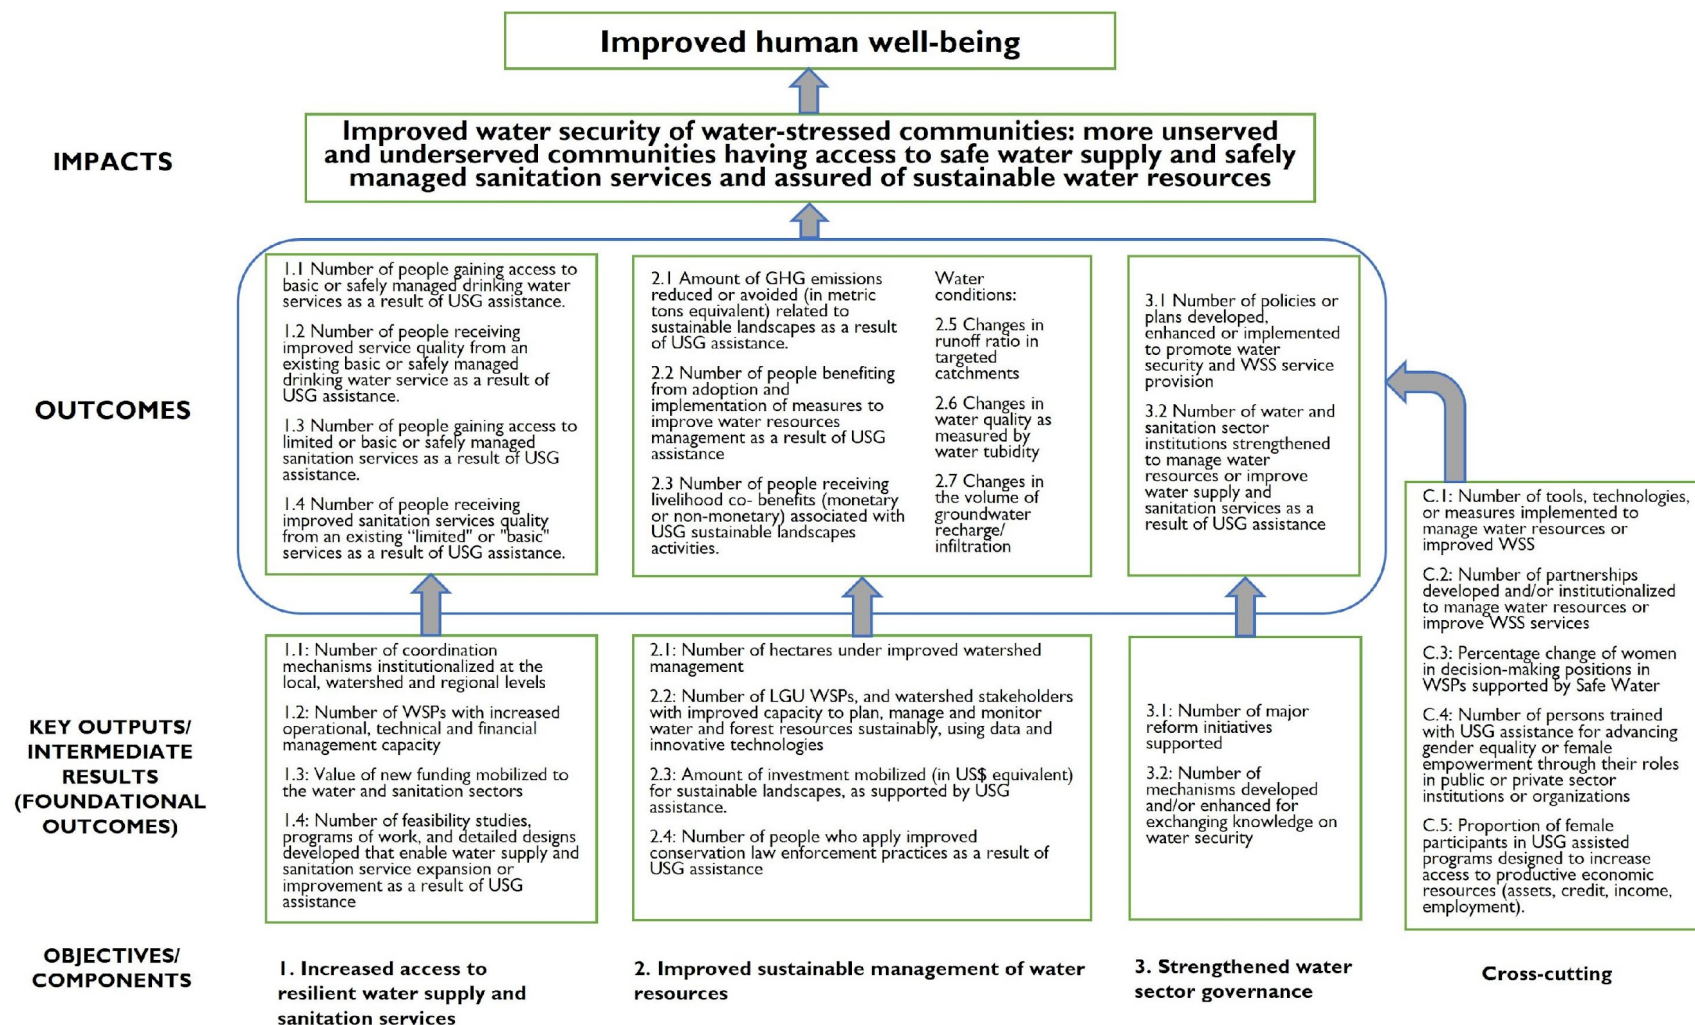 Improved human well-being
IMPACTS
Improved water security of water-stressed communities: more unserved
and underserved communities having access to safe water supply and safely
managed sanitation services and assured of sustainable water resources
OUTCOMES
1.1 Number of people gaining access to
basic or safely managed drinking water
services as a result of USG assistance.
1.2 Number of people receiving
improved service quality from an
existing basic or safely managed
drinking water service as a result of
USG assistance.
1.3 Number of people gaining access to
limited or basic or safely managed
sanitation services as a result of USG
assistance.
1.4 Number of people receiving
improved sanitation services quality
from an existing “limited" or "basic"
services as a result of USG assistance.
2.1 Amount of GHG emissions
reduced or avoided (in metric
tons equivalent) related to
sustainable landscapes as a result
of USG assistance.
2.2 Number of people benefiting
from adoption and
implementation of measures to
improve water resources
management as a result of USG
assistance
2.3 Number of people receiving
livelihood co- benefits (monetary
or non-monetary) associated with
USG sustainable landscapes
activities.
Water
conditions:
2.5 Changes in
runoff ratio in
targeted
catchments
2.6 Changes in
water quality as
measured by
water tubidity
2.7 Changes in
the volume of
groundwater
recharge/
infiltration
3.1 Number of policies or
plans developed,
enhanced or implemented
to promote water
security and WSS service
provision
3.2 Number of water and
sanitation sector
institutions strengthened
to manage water
resources or improve
water supply and
sanitation services as a
result of USG assistance
C.1: Number of tools, technologies,
or measures implemented to
manage water resources or
improved WSS
C.2: Number of partnerships
developed and/or institutionalized
to manage water resources or
improve WSS services
C.3: Percentage change of women
in decision-making positions in
WSPs supported by Safe Water
C.4: Number of persons trained
with USG assistance for advancing
gender equality or female
empowerment through their roles
in public or private sector
institutions or organizations
C.5: Proportion of female
participants in USG assisted
programs designed to increase
access to productive economic
resources (assets, credit, income,
employment).
KEY OUTPUTS/
INTERMEDIATE
RESULTS
(FOUNDATIONAL
OUTCOMES)
1.1: Number of coordination
mechanisms institutionalized at the
local, watershed and regional levels
1.2: Number of WSPs with increased
operational, technical and financial
management capacity
1.3: Value of new funding mobilized to
the water and sanitation sectors
1.4: Number of feasibility studies,
programs of work, and detailed designs
developed that enable water supply and
sanitation service expansion or
improvement as a result of USG
assistance
2.1: Number of hectares under improved watershed
management
2.2: Number of LGU WSPs, and watershed stakeholders
with improved capacity to plan, manage and monitor
water and forest resources sustainably, using data and
innovative technologies
2.3: Amount of investment mobilized (in US$ equivalent)
for sustainable landscapes, as supported by USG
assistance.
2.4: Number of people who apply improved
conservation law enforcement practices as a result of
USG assistance
3.1: Number of major
reform initiatives
supported
3.2: Number of
mechanisms developed
and/or enhanced for
exchanging knowledge on
water security
OBJECTIVES/
COMPONENTS
1. Increased access to
resilient water supply and
sanitation services
2. Improved sustainable management of water
resources
3. Strengthened water
sector governance
Cross-cutting